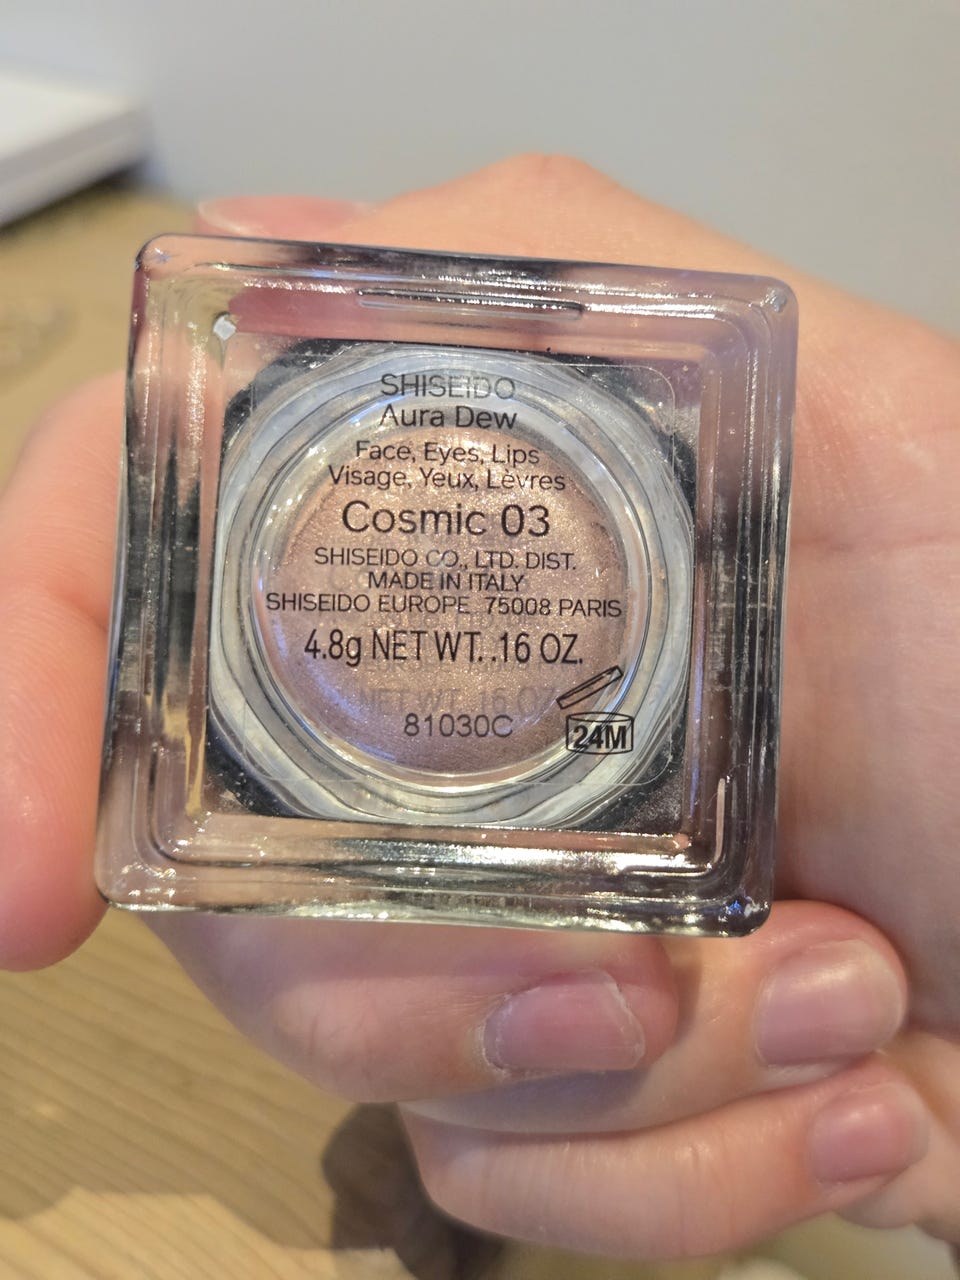 SHISEIDO
Aura Dew
Face, Eyes, Lips
Visage, Yeux, Lèvres
Cosmic 03
SHISEIDO CO., LTD. DIST.
MADE IN ITALY
SHISEIDO EUROPE 75008 PARIS
4.8g NET WT. .16 OZ.
81030C
24M